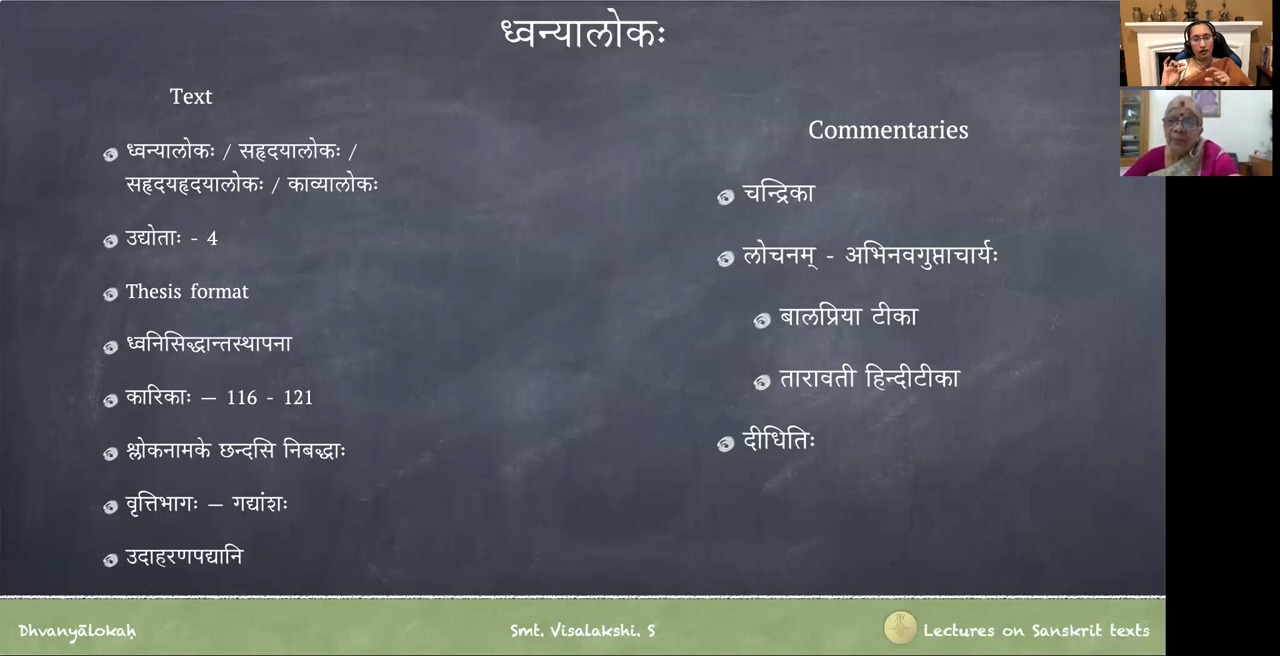 ध्वन्यालोकः
Text
ध्वन्यालोकः / सहृदयालोकः /
सहृदयहृदयालोकः / काव्यालोकः
उद्योताः - 4
Thesis format
ध्वनिसिद्धान्तस्थापना
कारिकाः – 116 - 121
श्लोकनामके छन्दसि निबद्धाः
वृत्तिभागः – गद्यांशः
उदाहरणपद्यानि
Commentaries
चन्द्रिका
लोचनम् - अभिनवगुप्ताचार्यः
बालप्रिया टीका
तारावती हिन्दीटीका
दीधितिः
Dhvanyālokaḥ
Smt. Visalakshi. S
Lectures on Sanskrit texts